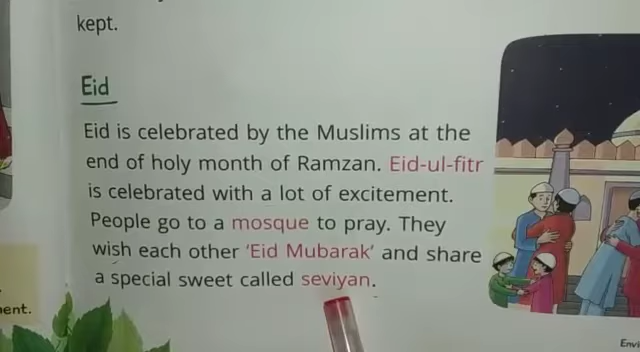 kept.
Eid
Eid is celebrated by the Muslims at the
end of holy month of Ramzan. Eid-ul-fitr
is celebrated with a lot of excitement.
People go to a mosque to pray. They
wish each other ‘Eid Mubarak’ and share
a special sweet called seviyan.